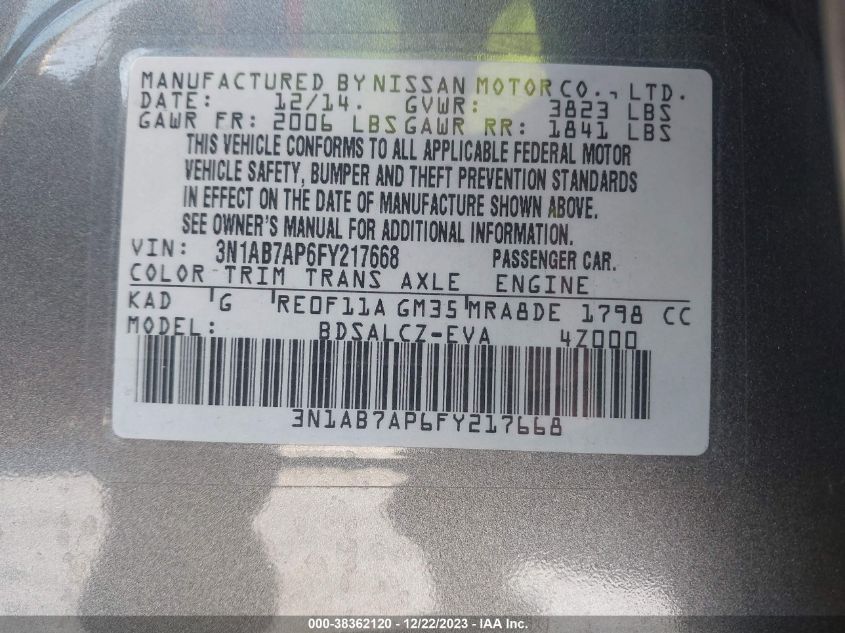 MANUFACTURED BY NISSAN MOTOR CO., LTD.
DATE: 12/14. GVWR: 3823 LBS
GAWR FR: 2006 LBS GAWR RR: 1841 LBS
THIS VEHICLE CONFORMS TO ALL APPLICABLE FEDERAL MOTOR
VEHICLE SAFETY, BUMPER AND THEFT PREVENTION STANDARDS
IN EFFECT ON THE DATE OF MANUFACTURE SHOWN ABOVE.
SEE OWNER'S MANUAL FOR ADDITIONAL INFORMATION.
VIN: 3N1AB7AP6FY217668 PASSENGER CAR.
COLOR TRIM TRANS AXLE ENGINE
KAD G RE0F11A GM35 MRA8DE 1798 CC
MODEL: BDSALCZ-EVA 4Z000
3N1AB7AP6FY217668
000-38362120 - 12/22/2023 - IAA Inc.